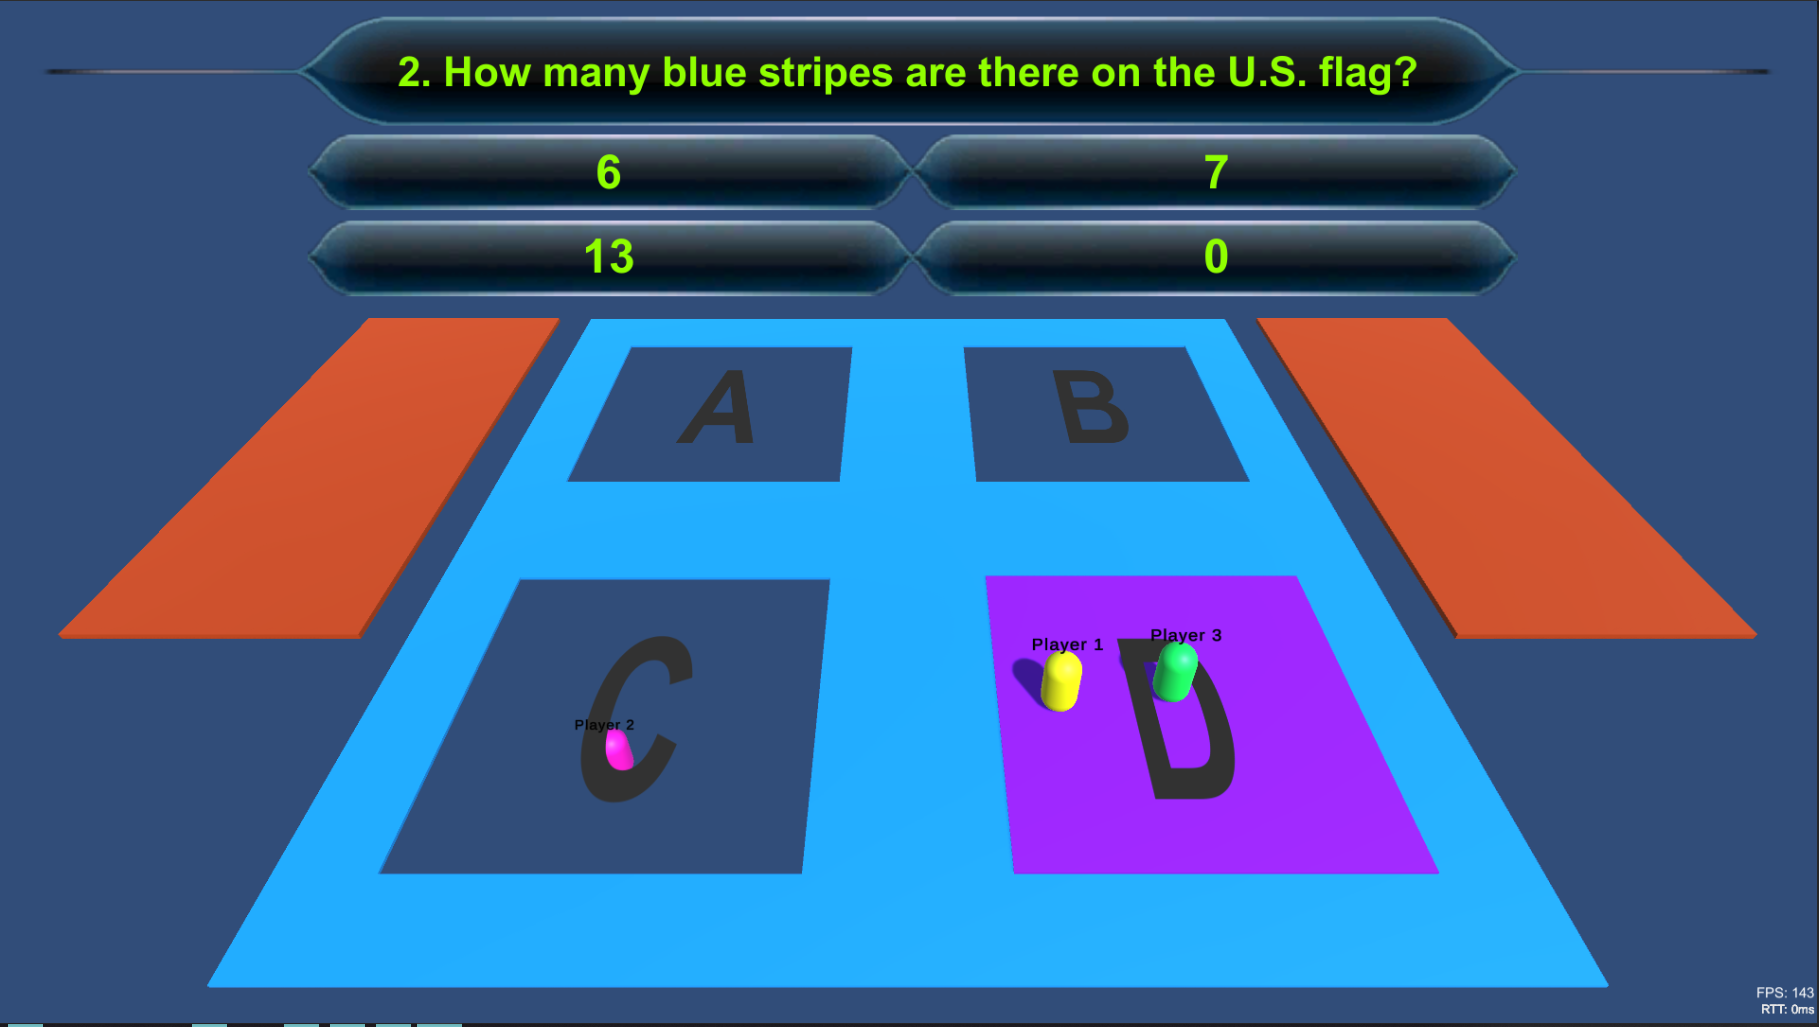 2. How many blue stripes are there on the U.S. flag?
6
7
13
0
A
B
C
D
Player 1
Player 3
Player 2
FPS: 143
RTT: 0ms